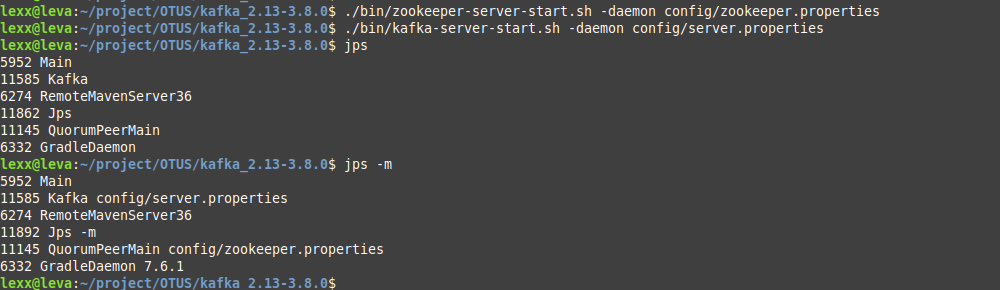 lexx@leva:~/project/OTUS/kafka_2.13-3.8.0$ ./bin/zookeeper-server-start.sh -daemon config/zookeeper.properties
lexx@leva:~/project/OTUS/kafka_2.13-3.8.0$ ./bin/kafka-server-start.sh -daemon config/server.properties
lexx@leva:~/project/OTUS/kafka_2.13-3.8.0$ jps
5952 Main
11585 Kafka
6274 RemoteMavenServer36
11862 Jps
11145 QuorumPeerMain
6332 GradleDaemon
lexx@leva:~/project/OTUS/kafka_2.13-3.8.0$ jps -m
5952 Main
11585 Kafka config/server.properties
6274 RemoteMavenServer36
11892 Jps -m
11145 QuorumPeerMain config/zookeeper.properties
6332 GradleDaemon 7.6.1
lexx@leva:~/project/OTUS/kafka_2.13-3.8.0$